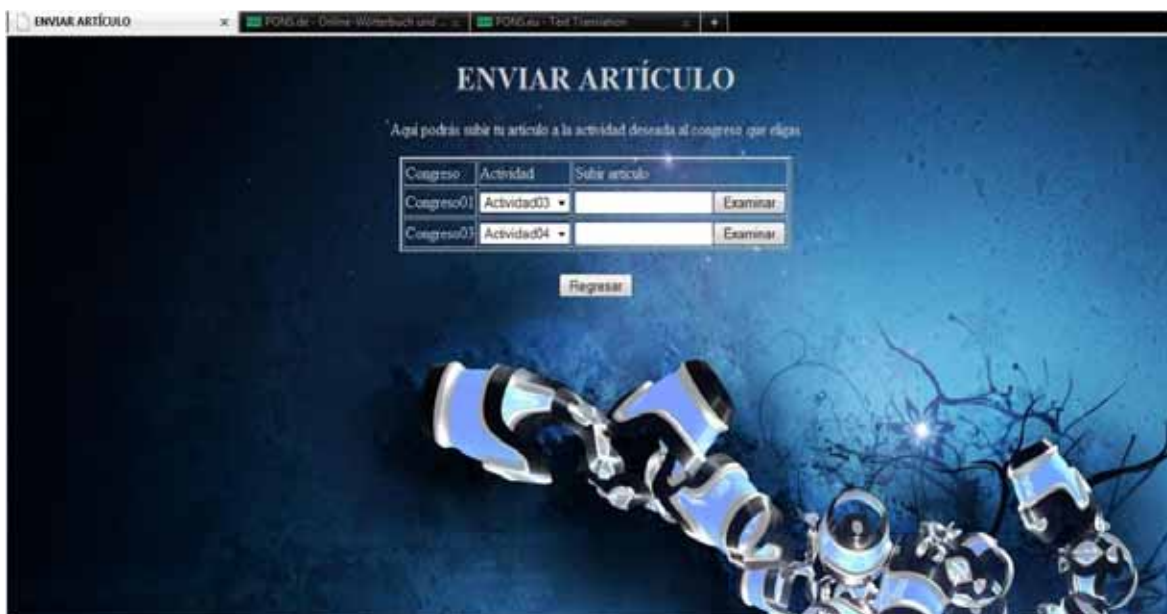 ENVIAR ARTÍCULO
PONS.de - Online-Wörterbuch und ...
PONS.eu - Text Translation
ENVIAR ARTÍCULO
Aquí podrás subir tu artículo a la actividad deseada al congreso que eligas
Congreso Actividad Subir artículo
Congreso01 Actividad03 Examinar
Congreso03 Actividad04 Examinar
Regresar